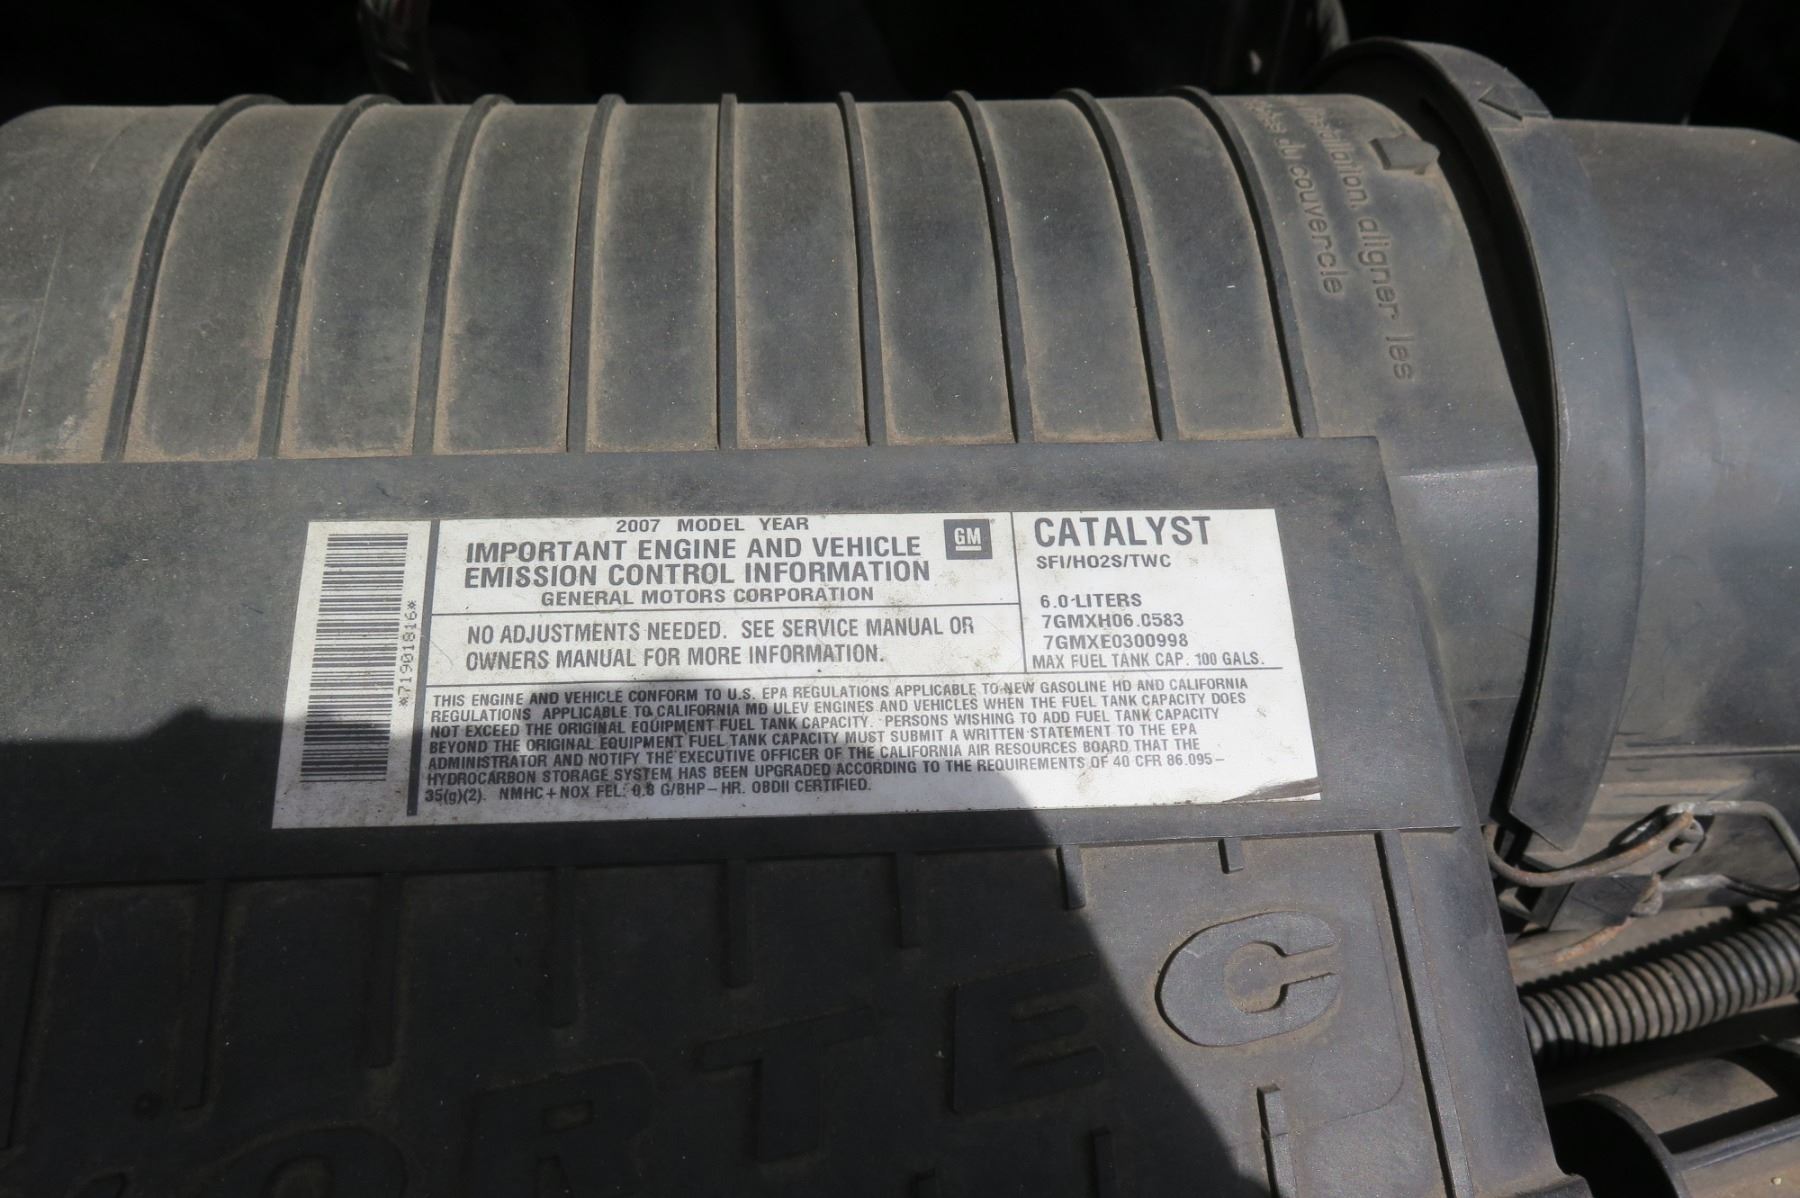 installation, aligner les
du couvercle
*71901816*
2007 MODEL YEAR
IMPORTANT ENGINE AND VEHICLE
EMISSION CONTROL INFORMATION
GENERAL MOTORS CORPORATION
GM
NO ADJUSTMENTS NEEDED. SEE SERVICE MANUAL OR
OWNERS MANUAL FOR MORE INFORMATION.
CATALYST
SFI/HO2S/TWC
6.0-LITERS
7GMXH06.0583
7GMXE0300998
MAX FUEL TANK CAP. 100 GALS.
THIS ENGINE AND VEHICLE CONFORM TO U.S. EPA REGULATIONS APPLICABLE TO NEW GASOLINE HD AND CALIFORNIA
REGULATIONS APPLICABLE TO CALIFORNIA MD ULEV ENGINES AND VEHICLES WHEN THE FUEL TANK CAPACITY DOES
NOT EXCEED THE ORIGINAL EQUIPMENT FUEL TANK CAPACITY. PERSONS WISHING TO ADD FUEL TANK CAPACITY
BEYOND THE ORIGINAL EQUIPMENT FUEL TANK CAPACITY MUST SUBMIT A WRITTEN STATEMENT TO THE EPA
ADMINISTRATOR AND NOTIFY THE EXECUTIVE OFFICER OF THE CALIFORNIA AIR RESOURCES BOARD THAT THE
HYDROCARBON STORAGE SYSTEM HAS BEEN UPGRADED ACCORDING TO THE REQUIREMENTS OF 40 CFR 86.095-
35(g)(2). NMHC+NOX FEL: 0.8 G/BHP-HR. OBDII CERTIFIED.
ORTEC